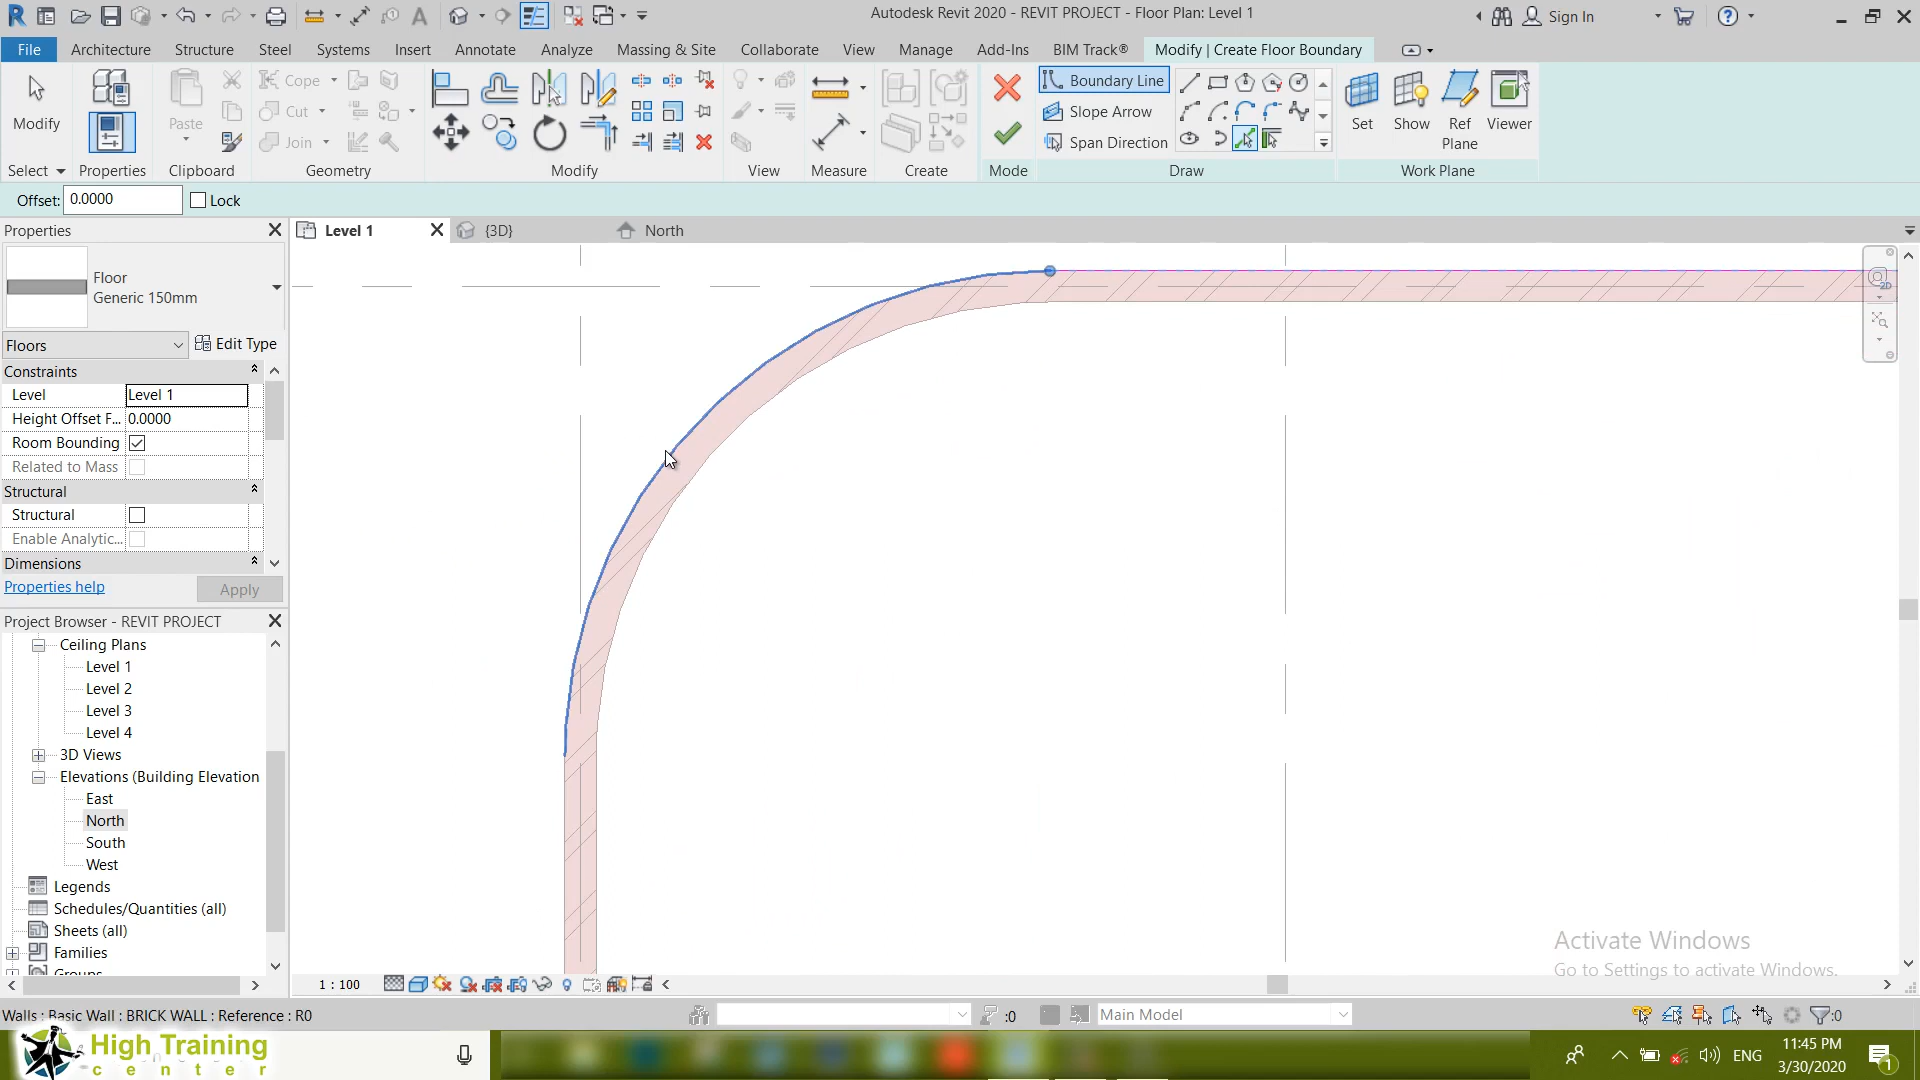 Autodesk Revit 2020 - REVIT PROJECT - Floor Plan: Level 1
Sign In
File Architecture Structure Steel Systems Insert Annotate Analyze Massing & Site Collaborate View Manage Add-Ins BIM Track® Modify | Create Floor Boundary
Modify
Paste
Cope
Cut
Join
Boundary Line
Slope Arrow
Span Direction
Set
Show
Ref
Plane
Viewer
Select
Properties
Clipboard
Geometry
Modify
View
Measure
Create
Mode
Draw
Work Plane
Offset: 0.0000 Lock
Properties
Level 1
{3D}
North
Floor
Generic 150mm
Floors
Edit Type
Constraints
Level Level 1
Height Offset F... 0.0000
Room Bounding
Related to Mass
Structural
Structural
Enable Analytic...
Dimensions
Properties help
Apply
Project Browser - REVIT PROJECT
Ceiling Plans
Level 1
Level 2
Level 3
Level 4
3D Views
Elevations (Building Elevation
East
North
South
West
Legends
Schedules/Quantities (all)
Sheets (all)
Families
Groups
2D
Activate Windows
Go to Settings to activate Windows.
1 : 100
Walls : Basic Wall : BRICK WALL : Reference : R0
:0
Main Model
:0
High Training
center
ENG
11:45 PM
3/30/2020
1